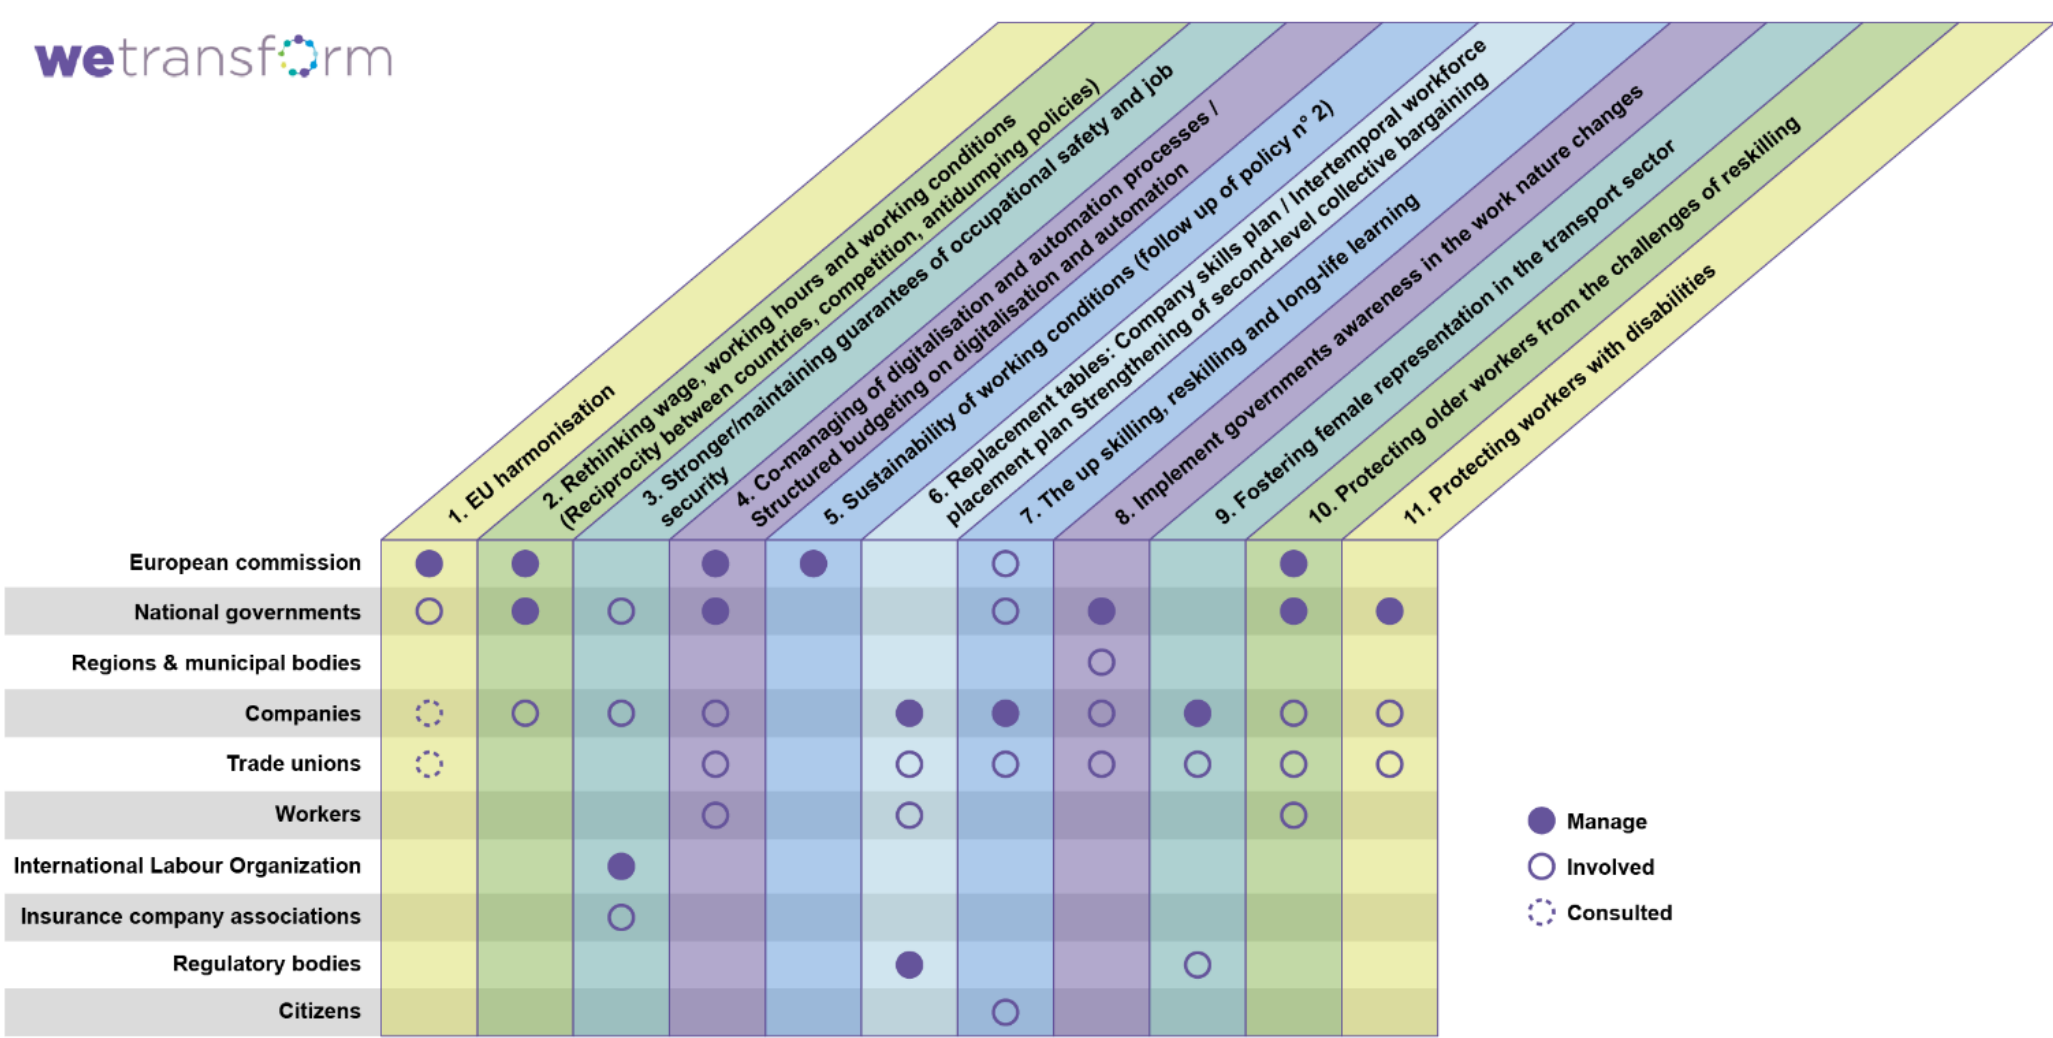 wetransform
1. EU harmonisation
2. Rethinking wage, working hours and working conditions
(Reciprocity between countries, competition, antidumping policies)
3. Stronger/maintaining guarantees of occupational safety and job
security
4. Co-managing of digitalisation and automation processes /
Structured budgeting on digitalisation and automation
5. Sustainability of working conditions (follow up of policy n° 2)
6. Replacement tables: Company skills plan / Intertemporal workforce
placement plan Strengthening of second-level collective bargaining
7. The up skilling, reskilling and long-life learning
8. Implement governments awareness in the work nature changes
9. Fostering female representation in the transport sector
10. Protecting older workers from the challenges of reskilling
11. Protecting workers with disabilities
European commission
National governments
Regions & municipal bodies
Companies
Trade unions
Workers
International Labour Organization
Insurance company associations
Regulatory bodies
Citizens
Manage
Involved
Consulted